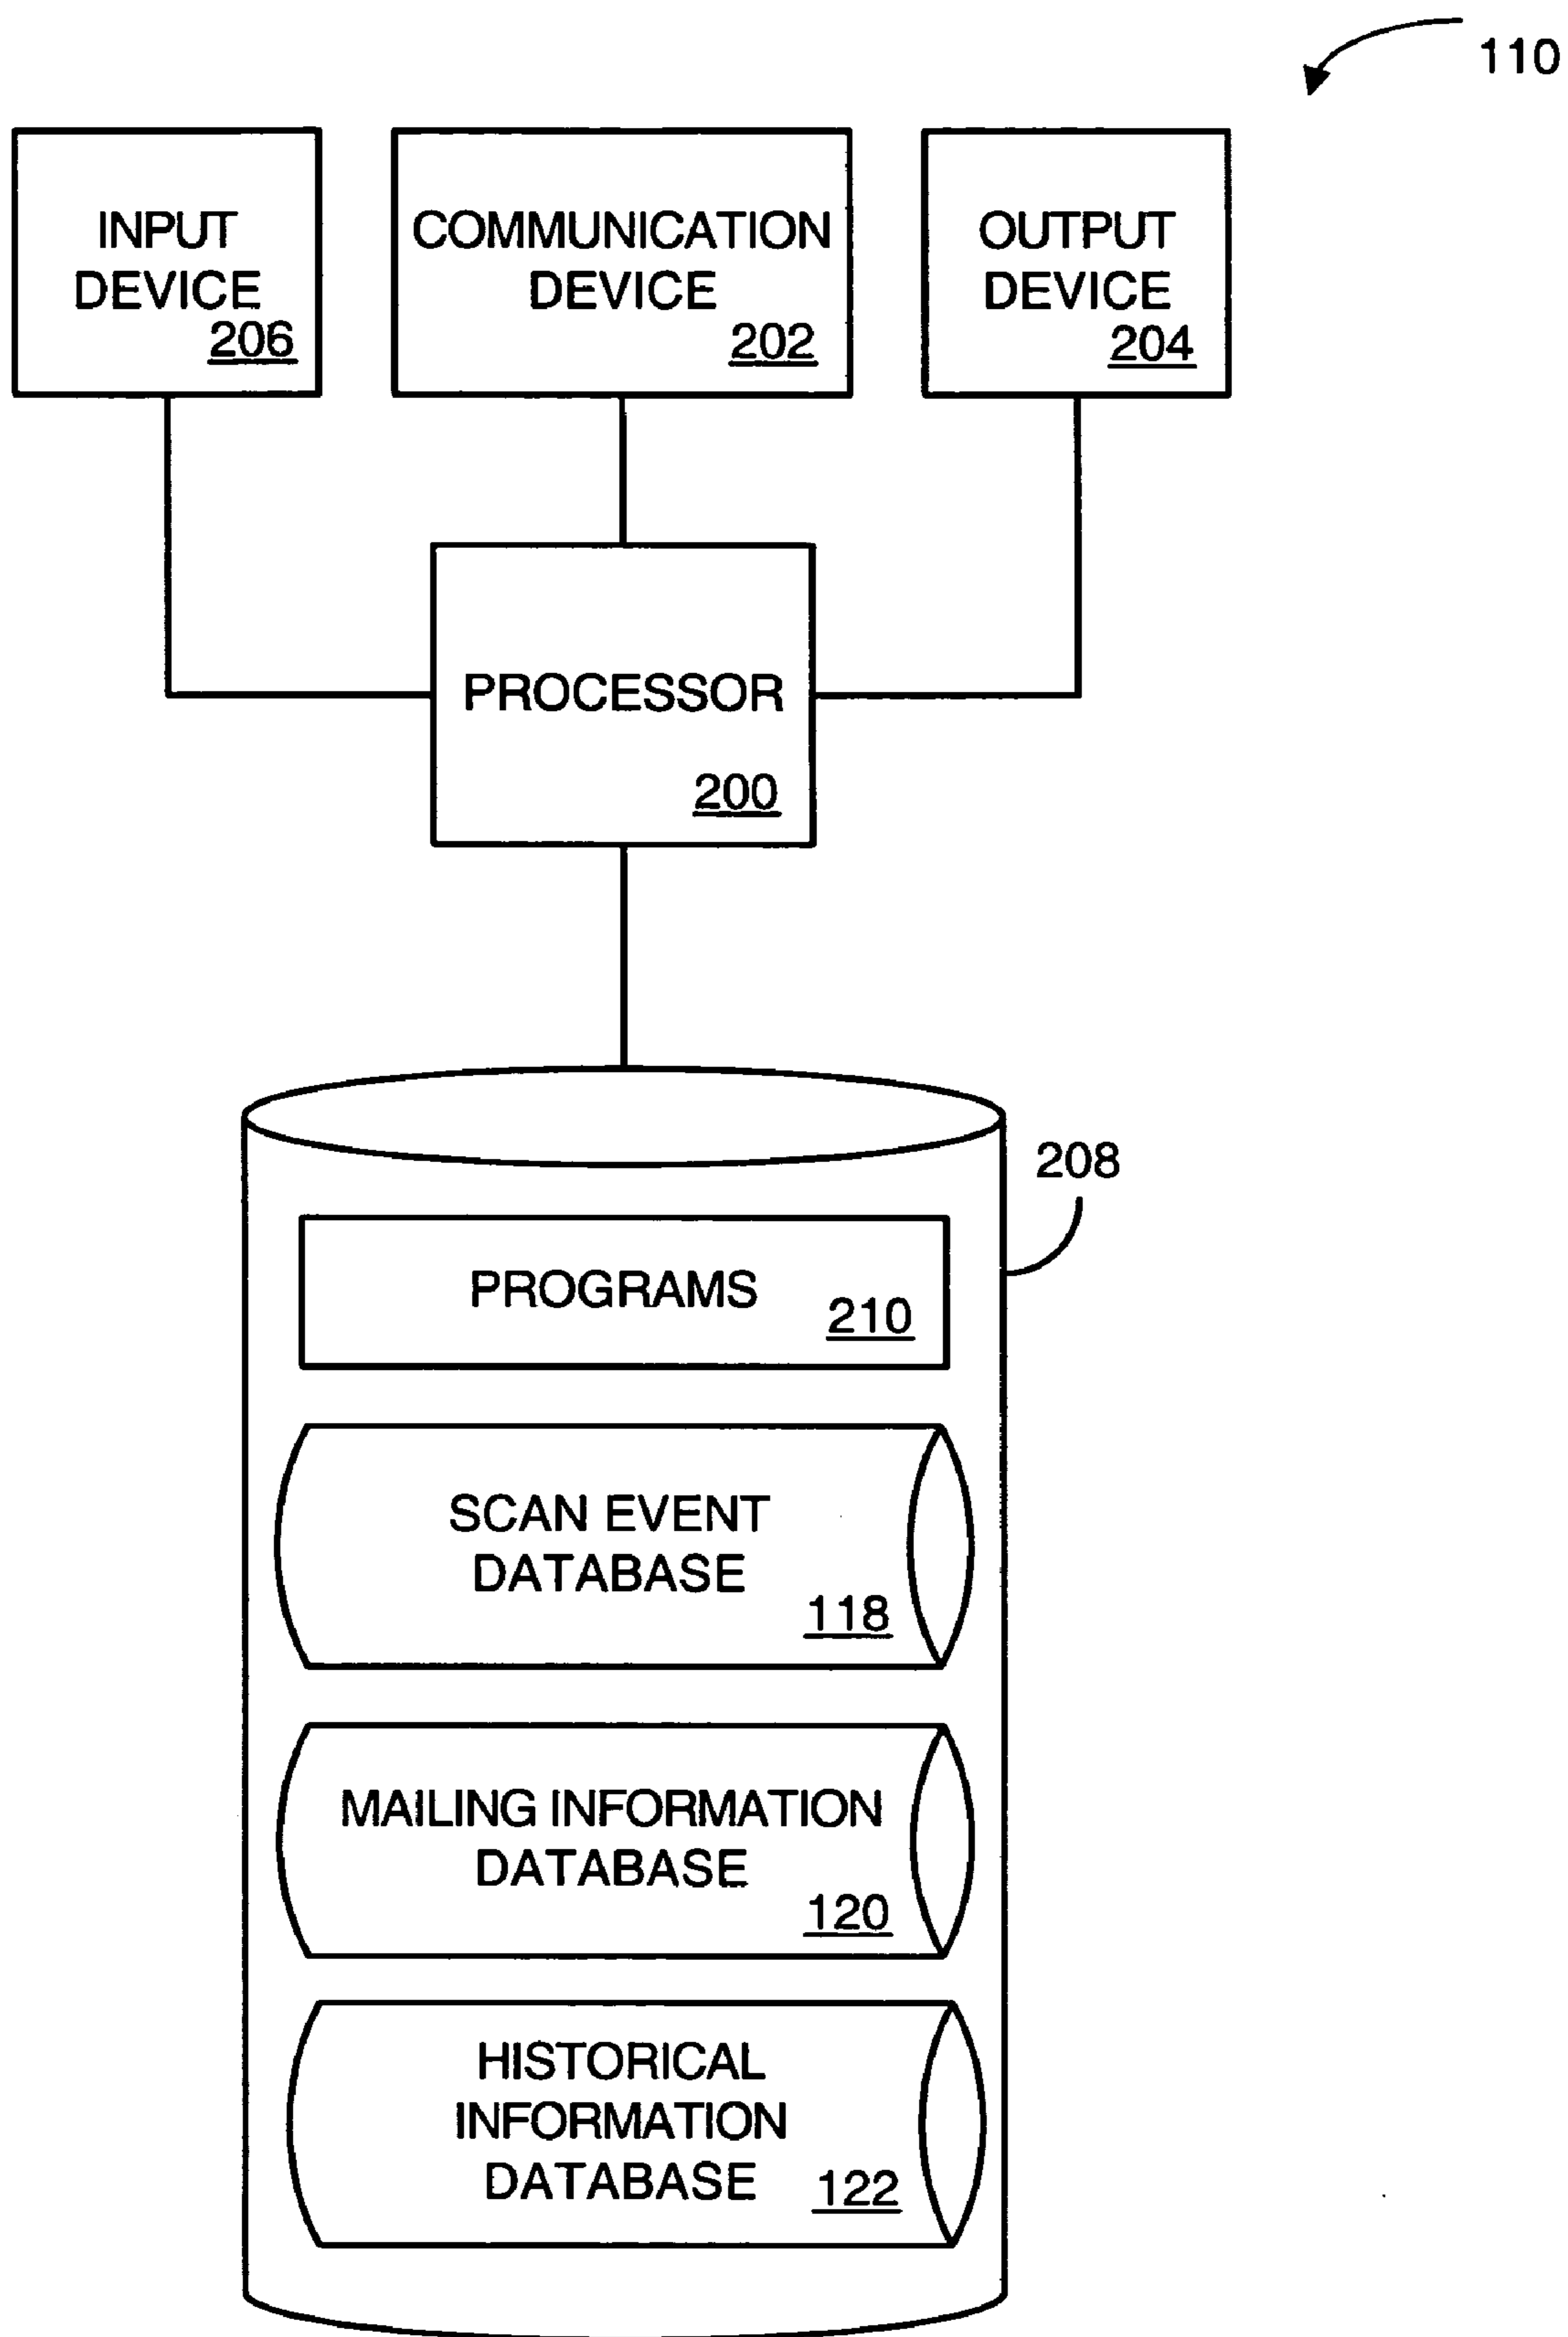 110
INPUT
DEVICE
206
COMMUNICATION
DEVICE
202
OUTPUT
DEVICE
204
PROCESSOR
200
208
PROGRAMS
210
SCAN EVENT
DATABASE
118
MAILING INFORMATION
DATABASE
120
HISTORICAL
INFORMATION
DATABASE
122